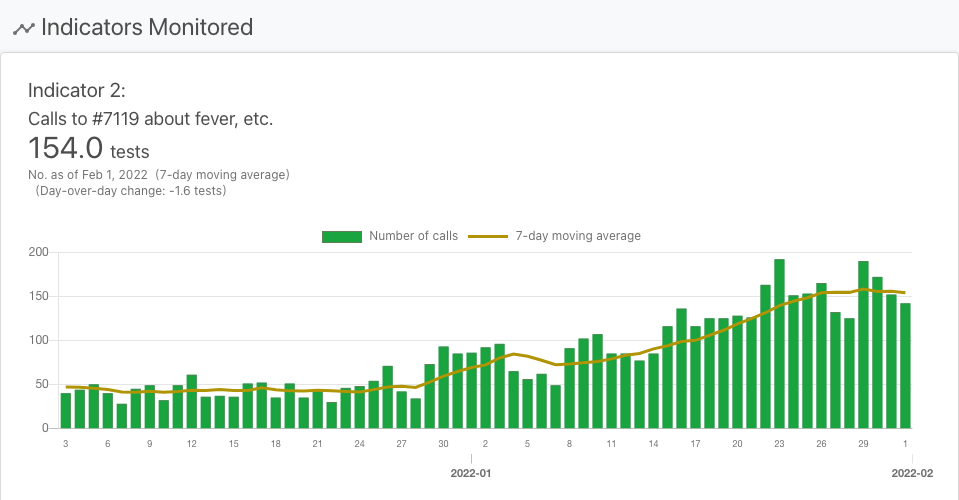 Indicators Monitored
Indicator 2:
Calls to #7119 about fever, etc.
154.0 tests
No. as of Feb 1, 2022 (7-day moving average)
(Day-over-day change: -1.6 tests)
Number of calls 7-day moving average
200
150
100
50
0
3 6 9 12 15 18 21 24 27 30 2 5 8 11 14 17 20 23 26 29 1
2022-01 2022-02